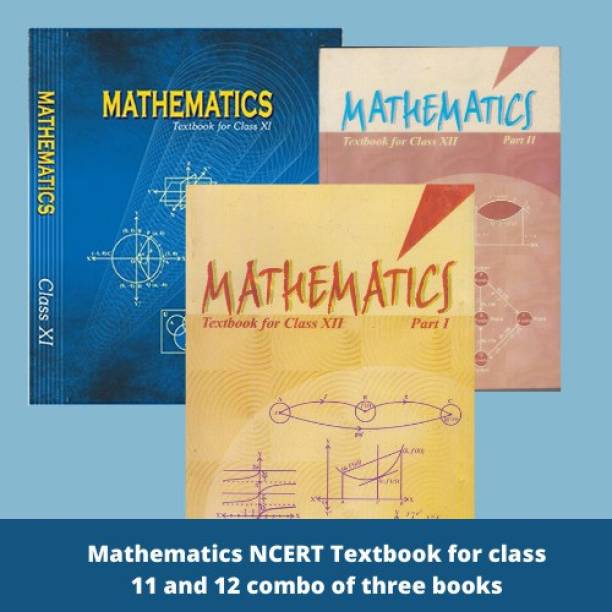 MATHEMATICS
Textbook for Class XI
MATHEMATICS
Class XI
MATHEMATICS
Textbook for Class XII Part II
MATHEMATICS
Textbook for Class XII Part I
Mathematics NCERT Textbook for class
11 and 12 combo of three books